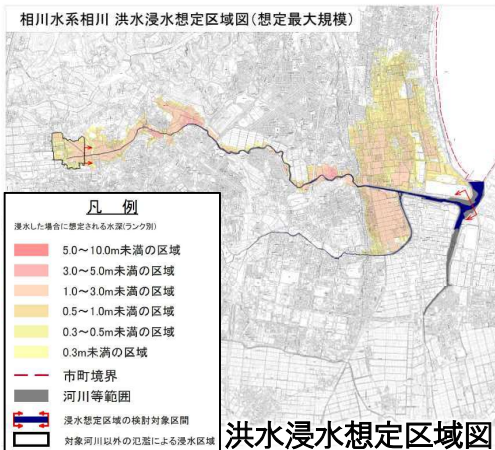 相川水系相川 洪水浸水想定区域図(想定最大規模)
凡 例
浸水した場合に想定される水深(ランク別)
5.0～10.0m未満の区域
3.0～5.0m未満の区域
1.0～3.0m未満の区域
0.5～1.0m未満の区域
0.3～0.5m未満の区域
0.3m未満の区域
市町境界
河川等範囲
浸水想定区域の検討対象区間
対象河川以外の氾濫による浸水区域
洪水浸水想定区域図